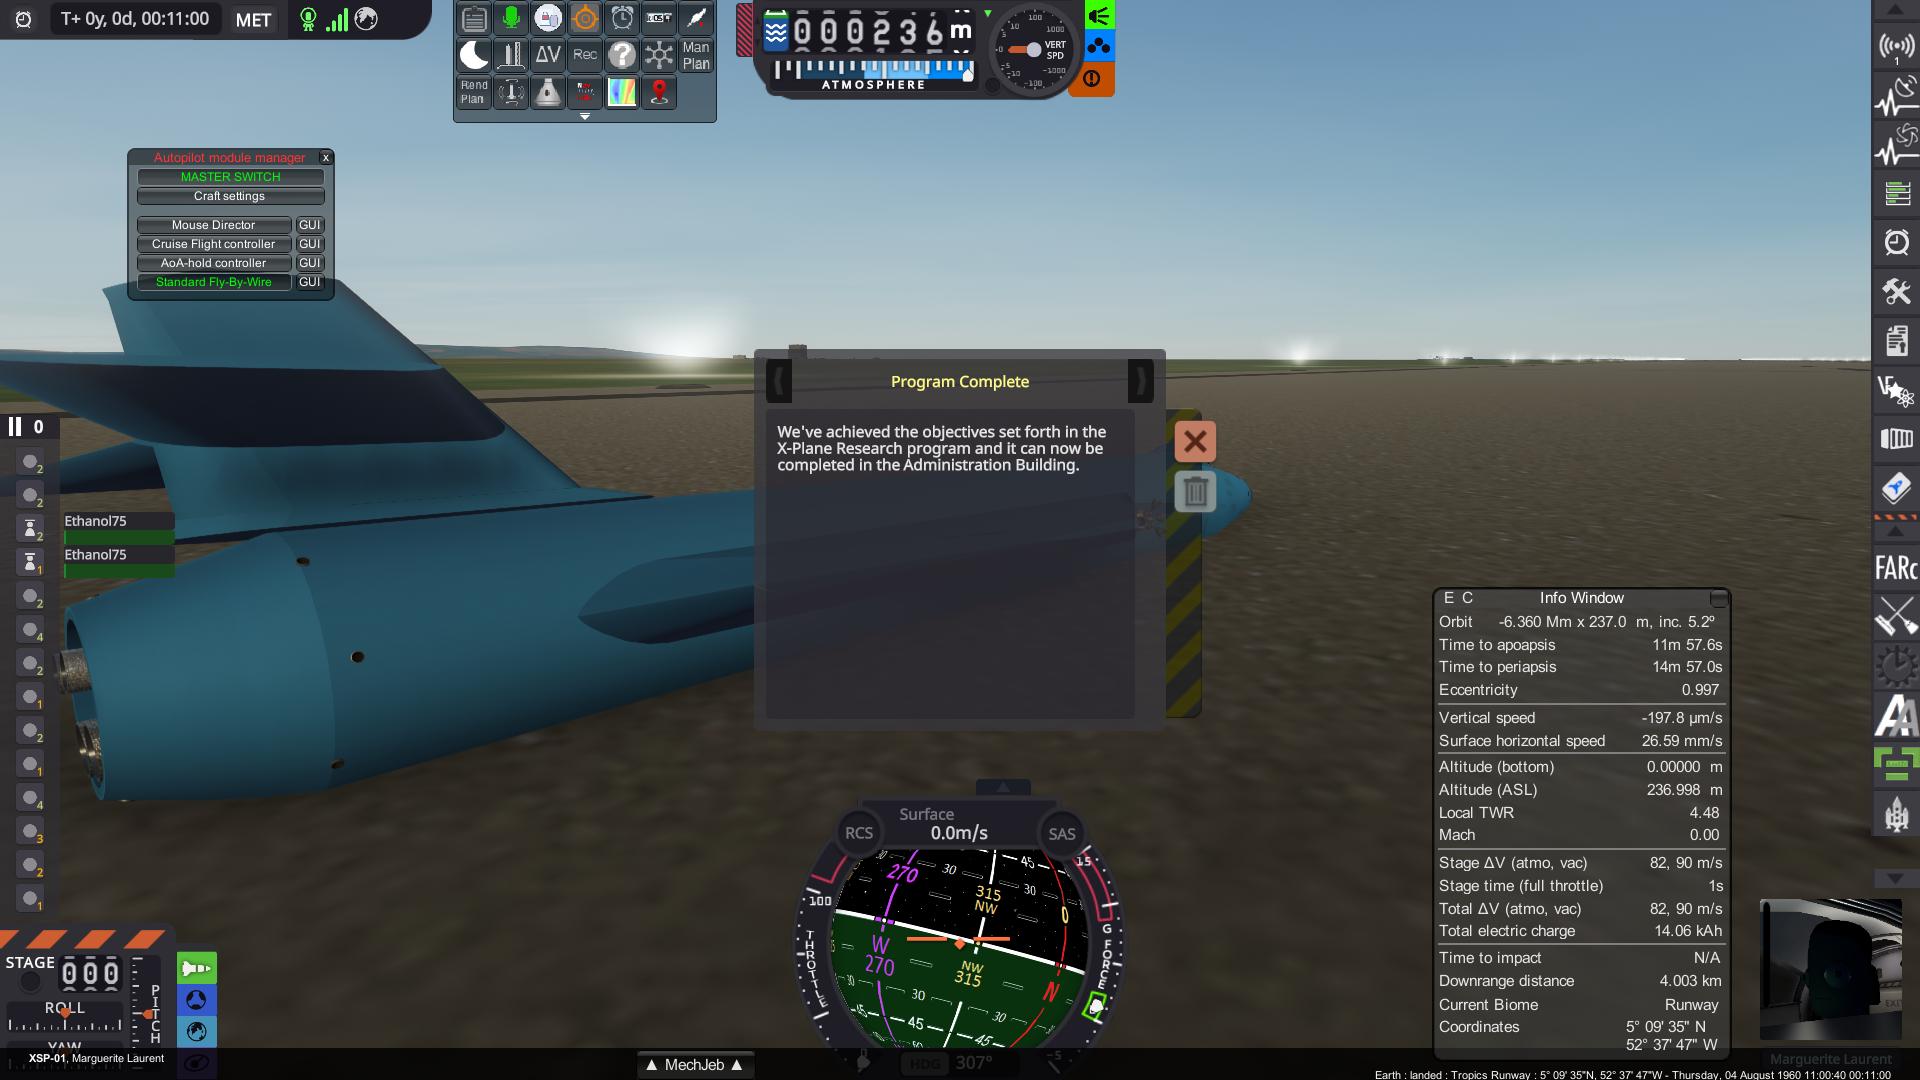 T+ 0y, 0d, 00:11:00 MET
ΔV Rec ? Man Plan
Rend Plan
000236 m
ATMOSPHERE
VERT SPD
Autopilot module manager x
MASTER SWITCH
Craft settings
Mouse Director GUI
Cruise Flight controller GUI
AoA-hold controller GUI
Standard Fly-By-Wire GUI
0
Ethanol75
Ethanol75
Program Complete
We've achieved the objectives set forth in the
X-Plane Research program and it can now be
completed in the Administration Building.
FARc
E C Info Window
Orbit -6.360 Mm x 237.0 m, inc. 5.2º
Time to apoapsis 11m 57.6s
Time to periapsis 14m 57.0s
Eccentricity 0.997
Vertical speed -197.8 µm/s
Surface horizontal speed 26.59 mm/s
Altitude (bottom) 0.00000 m
Altitude (ASL) 236.998 m
Local TWR 4.48
Mach 0.00
Stage ΔV (atmo, vac) 82, 90 m/s
Stage time (full throttle) 1s
Total ΔV (atmo, vac) 82, 90 m/s
Total electric charge 14.06 kAh
Time to impact N/A
Downrange distance 4.003 km
Current Biome Runway
Coordinates 5° 09' 35" N
52° 37' 47" W
Surface
RCS 0.0m/s SAS
270 315 NW
W 270 NW 315 N
THROTTLE
G FORCE
HDG 307°
STAGE 000
ROLL
PITCH
YAW
XSP-01, Marguerite Laurent
▲ MechJeb ▲
Marguerite Laurent
Earth : landed : Tropics Runway : 5° 09' 35"N, 52° 37' 47"W - Thursday, 04 August 1960 11:00:40 00:11:00